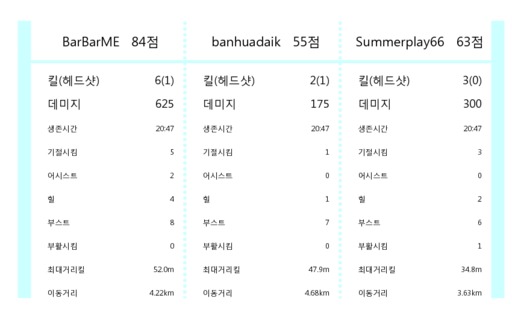 BarBarME 84점 banhuadaik 55점 Summerplay66 63점
킬(헤드샷) 6(1) 킬(헤드샷) 2(1) 킬(헤드샷) 3(0)
데미지 625 데미지 175 데미지 300
생존시간 20:47 생존시간 20:47 생존시간 20:47
기절시킴 5 기절시킴 1 기절시킴 3
어시스트 2 어시스트 0 어시스트 0
힐 4 힐 1 힐 2
부스트 8 부스트 7 부스트 6
부활시킴 0 부활시킴 0 부활시킴 1
최대거리킬 52.0m 최대거리킬 47.9m 최대거리킬 34.8m
이동거리 4.22km 이동거리 4.68km 이동거리 3.63km